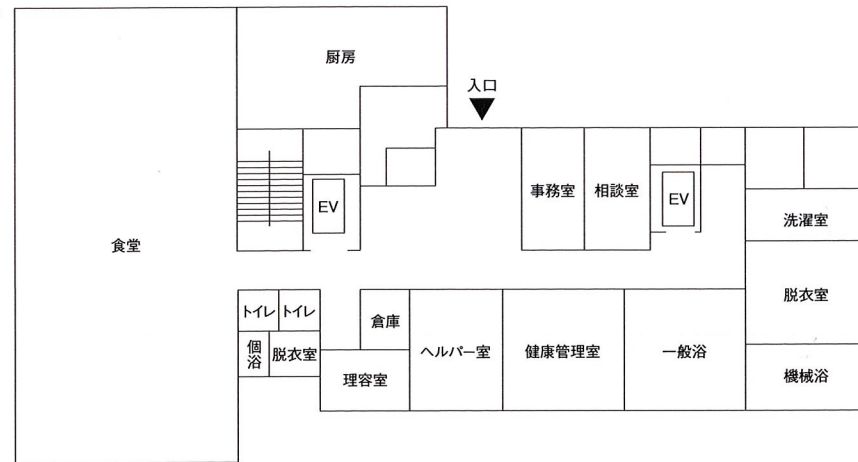 厨房
入口
事務室
相談室
EV
EV
洗濯室
食堂
脱衣室
トイレ
トイレ
倉庫
個浴
脱衣室
ヘルパー室
健康管理室
一般浴
理容室
機械浴